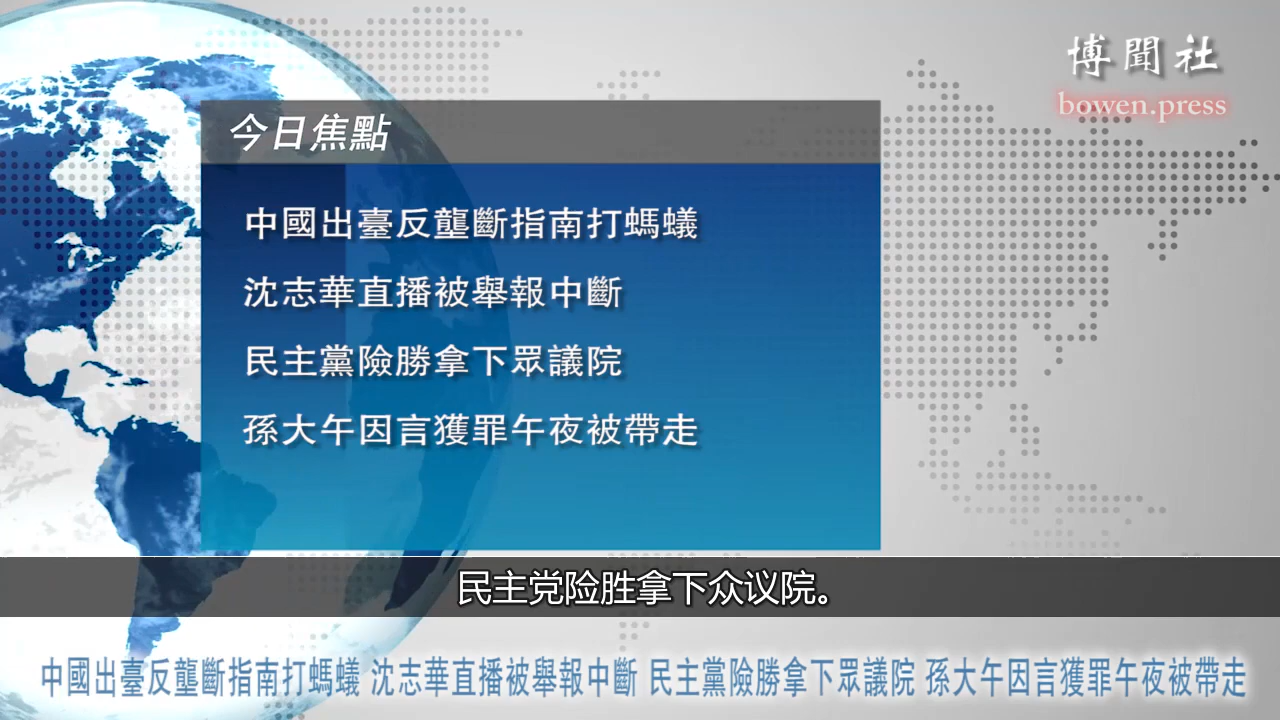 博聞社
bowen.press
今日焦點
中國出臺反壟斷指南打螞蟻
沈志華直播被舉報中斷
民主黨險勝拿下眾議院
孫大午因言獲罪午夜被帶走
民主党险胜拿下众议院。
中國出臺反壟斷指南打螞蟻 沈志華直播被舉報中斷 民主黨險勝拿下眾議院 孫大午因言獲罪午夜被帶走